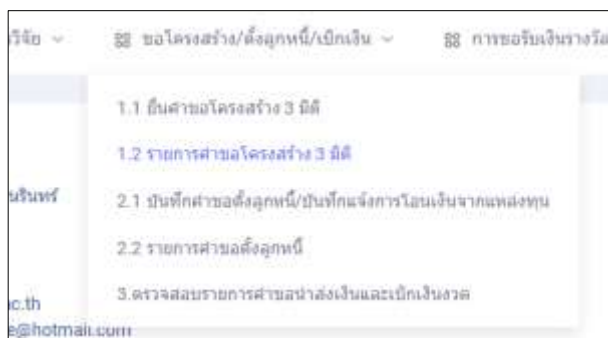 วิจัย ขอโครงสร้าง/ตั้งลูกหนี้/เบิกเงิน การขอรับเงินรางวัล
1.1 ยื่นคำขอโครงสร้าง 3 มิติ
1.2 รายการคำขอโครงสร้าง 3 มิติ
นรินทร์
2.1 บันทึกคำขอตั้งลูกหนี้/บันทึกแจ้งการโอนเงินจากแหล่งทุน
2.2 รายการคำขอตั้งลูกหนี้
3.ตรวจสอบรายการคำขอนำส่งเงินและเบิกเงินงวด
c.th
e@hotmail.com